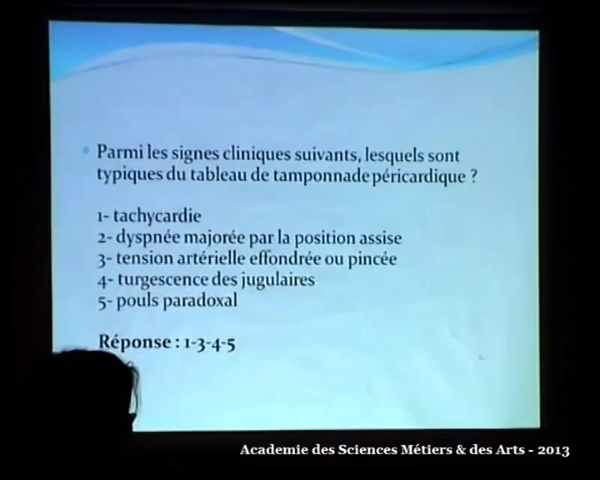 Parmi les signes cliniques suivants, lesquels sont
typiques du tableau de tamponnade péricardique ?
1- tachycardie
2- dyspnée majorée par la position assise
3- tension artérielle effondrée ou pincée
4- turgescence des jugulaires
5- pouls paradoxal
Réponse : 1-3-4-5
Academie des Sciences Métiers & des Arts - 2013